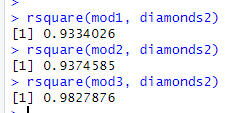 >
> rsquare(mod1, diamonds2)
[1] 0.9334026
> rsquare(mod2, diamonds2)
[1] 0.9374585
> rsquare(mod3, diamonds2)
[1] 0.9827876